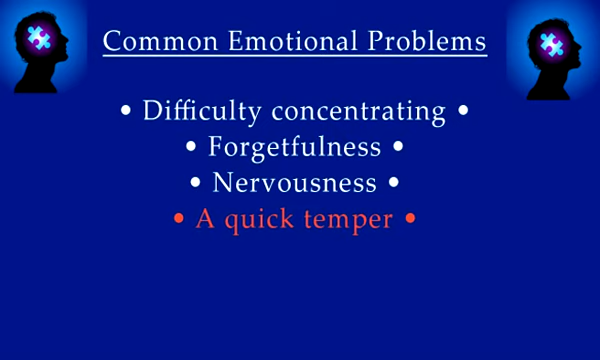 Common Emotional Problems
• Difficulty concentrating •
• Forgetfulness •
• Nervousness •
• A quick temper •